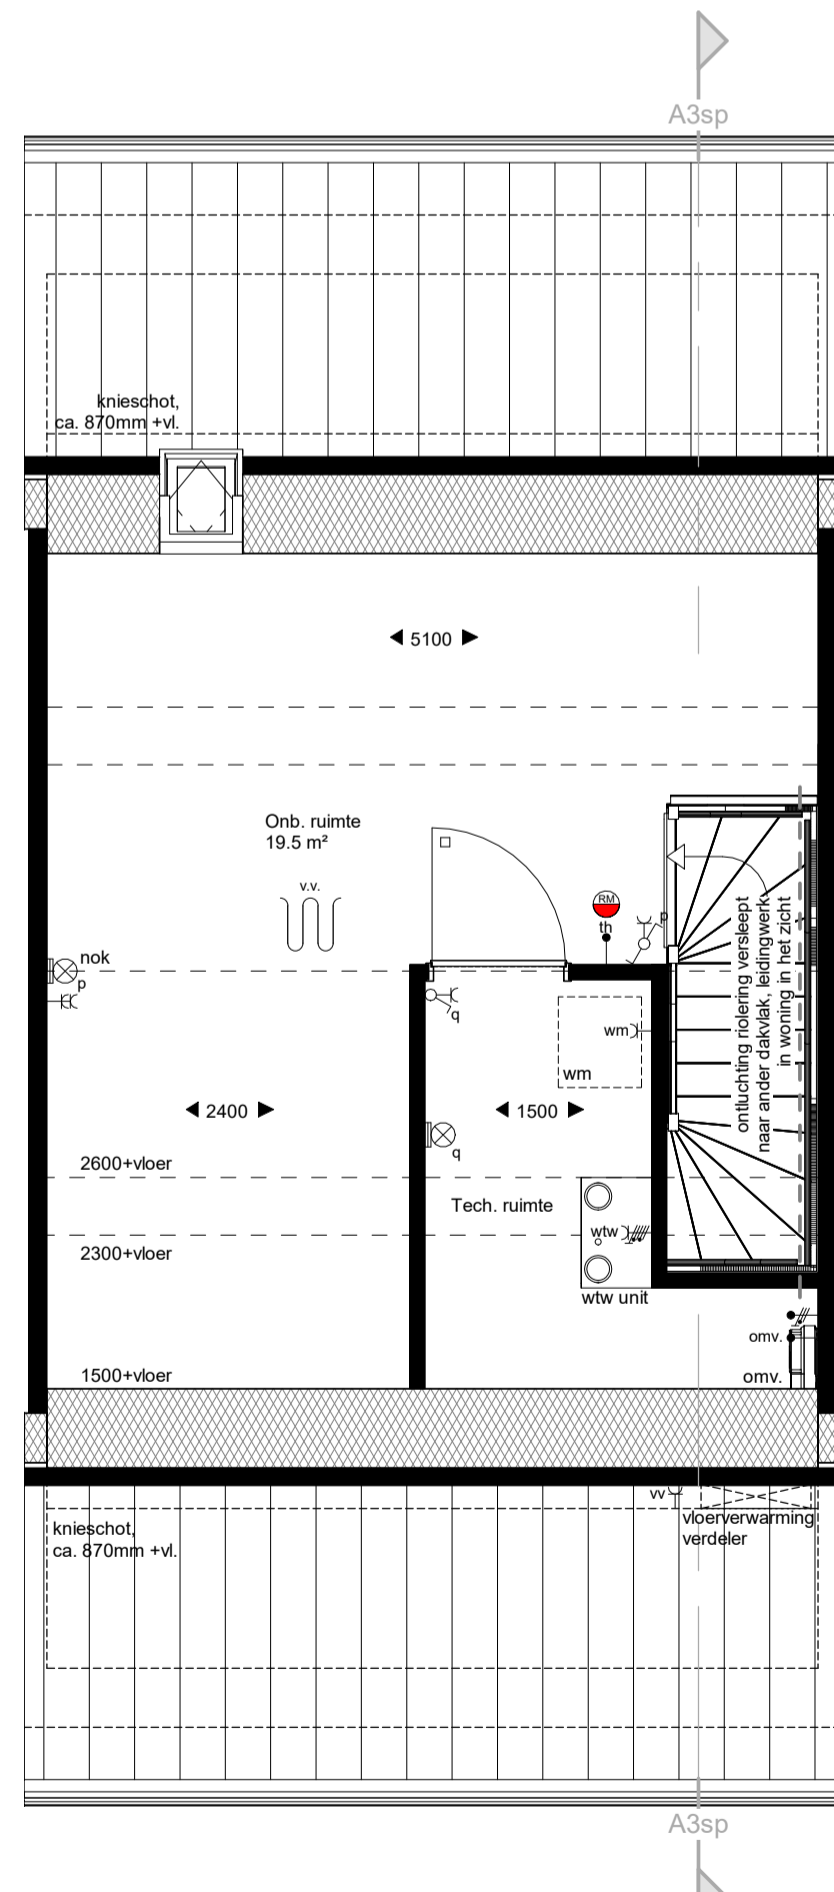 A3sp
knieschot,
ca. 870mm +vl.
5100
Onb. ruimte
19.5 m²
v.v.
RM
th
p
nok
p
q
wm
wm
ontluchting riolering versleept
naar ander dakvlak, leidingwerk
in woning in het zicht
2400
1500
q
2600+vloer
Tech. ruimte
wtw
2300+vloer
wtw unit
omv.
1500+vloer
omv.
vv
vloerverwarming
verdeler
knieschot,
ca. 870mm +vl.
A3sp